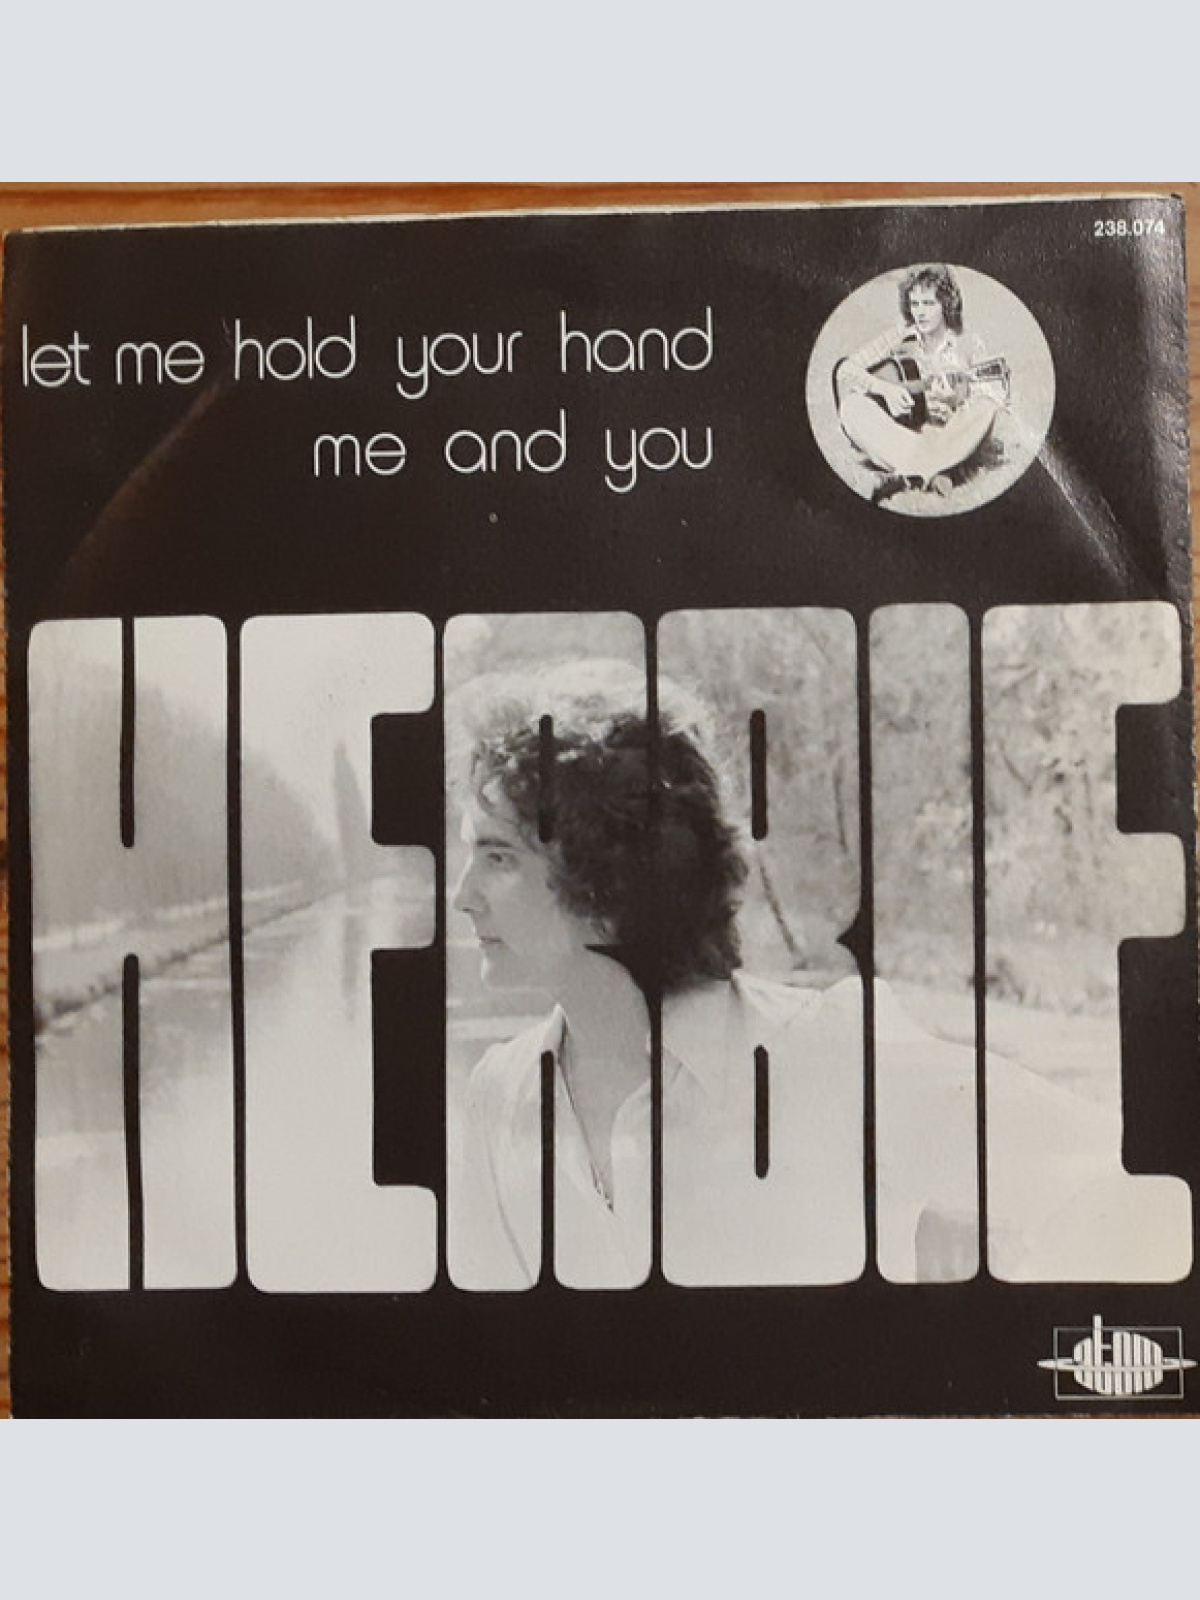 238.074
let me hold your hand
me and you
HERBIE